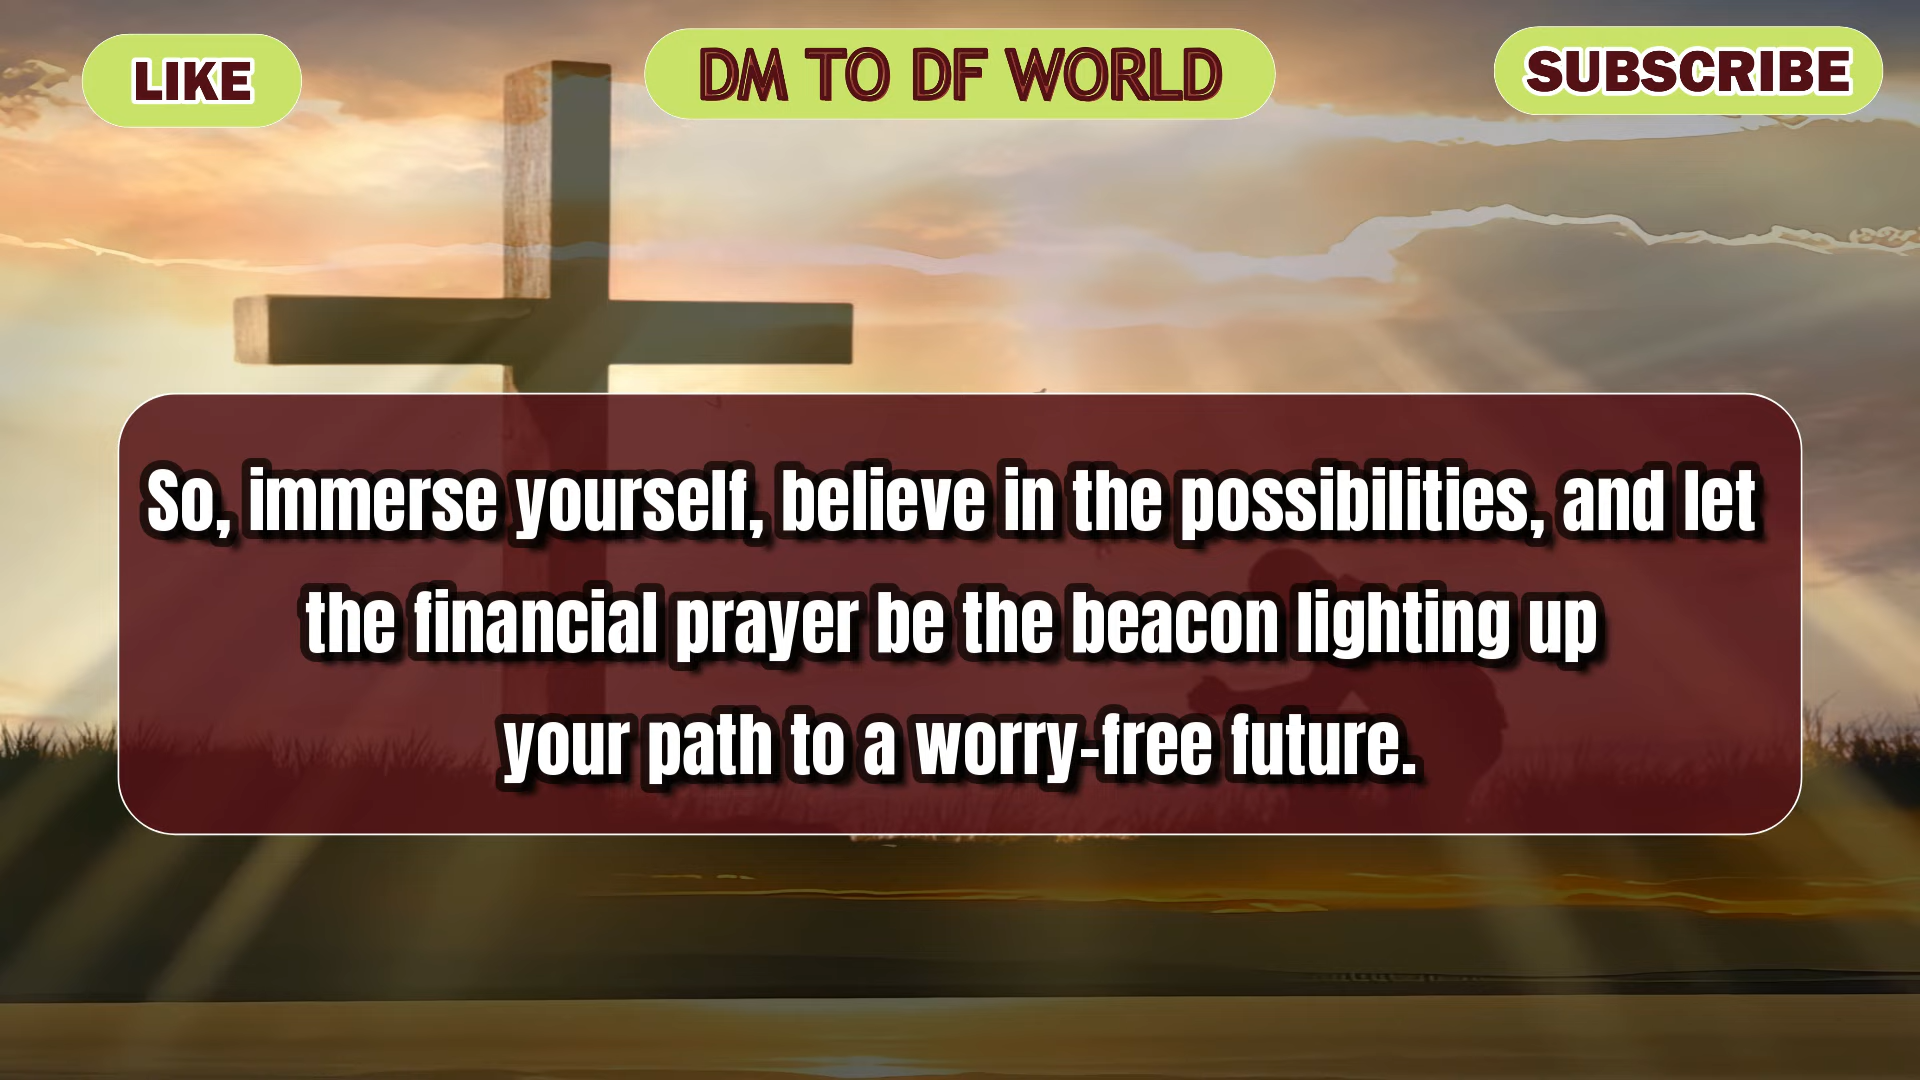 LIKE
DM TO DF WORLD
SUBSCRIBE
So, immerse yourself, believe in the possibilities, and let
the financial prayer be the beacon lighting up
your path to a worry-free future.